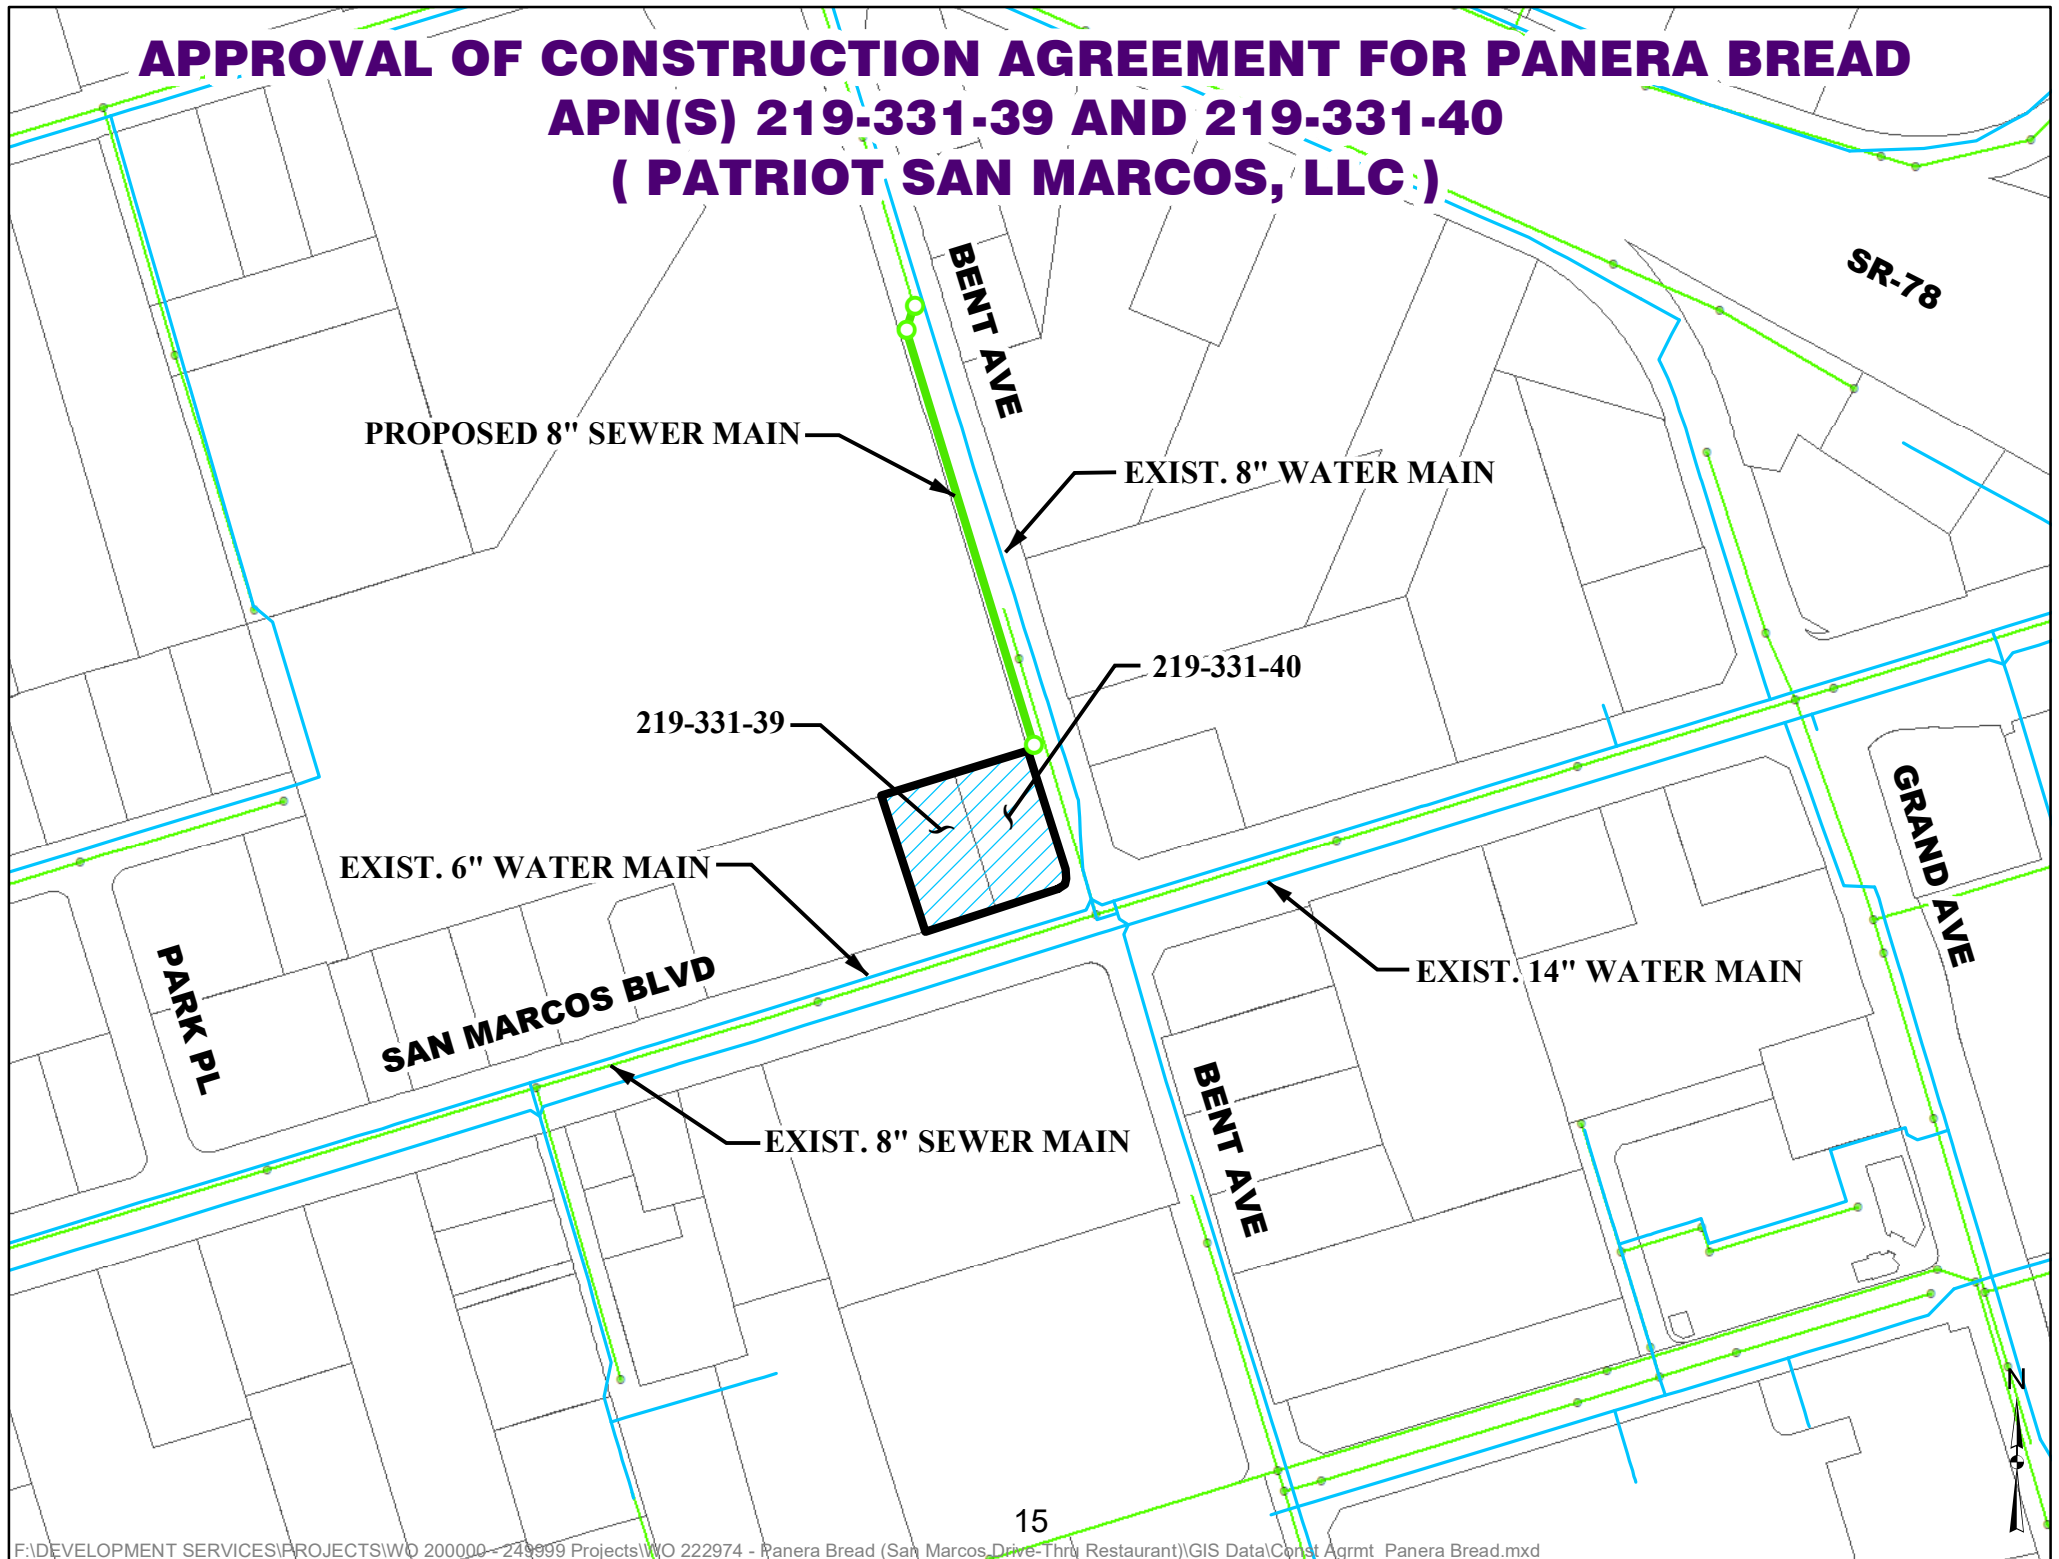 APPROVAL OF CONSTRUCTION AGREEMENT FOR PANERA BREAD
APN(S) 219-331-39 AND 219-331-40
( PATRIOT SAN MARCOS, LLC )
SR-78
BENT AVE
PROPOSED 8" SEWER MAIN
EXIST. 8" WATER MAIN
219-331-40
219-331-39
GRAND AVE
EXIST. 6" WATER MAIN
EXIST. 14" WATER MAIN
PARK PL
SAN MARCOS BLVD
BENT AVE
EXIST. 8" SEWER MAIN
N
15
F:\DEVELOPMENT SERVICES\PROJECTS\WO 200000 - 249999 Projects\WO 222974 - Panera Bread (San Marcos Drive-Thru Restaurant)\GIS Data\Const Agrmt_Panera Bread.mxd